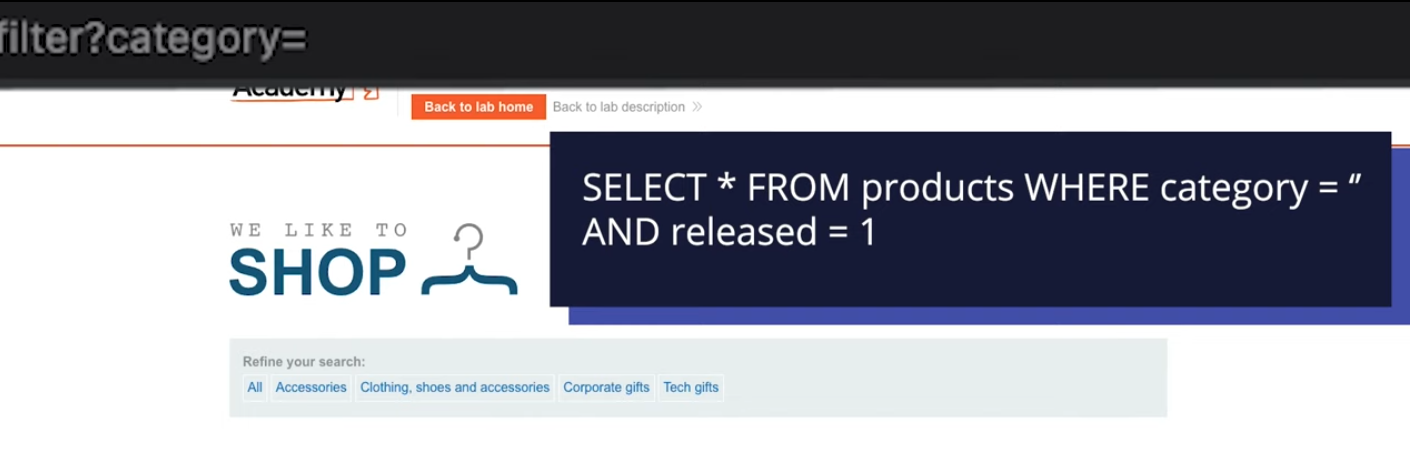 filter?category=
Academy
Back to lab home Back to lab description
SELECT * FROM products WHERE category = ‘’
AND released = 1
WE LIKE TO
SHOP
Refine your search:
All Accessories Clothing, shoes and accessories Corporate gifts Tech gifts